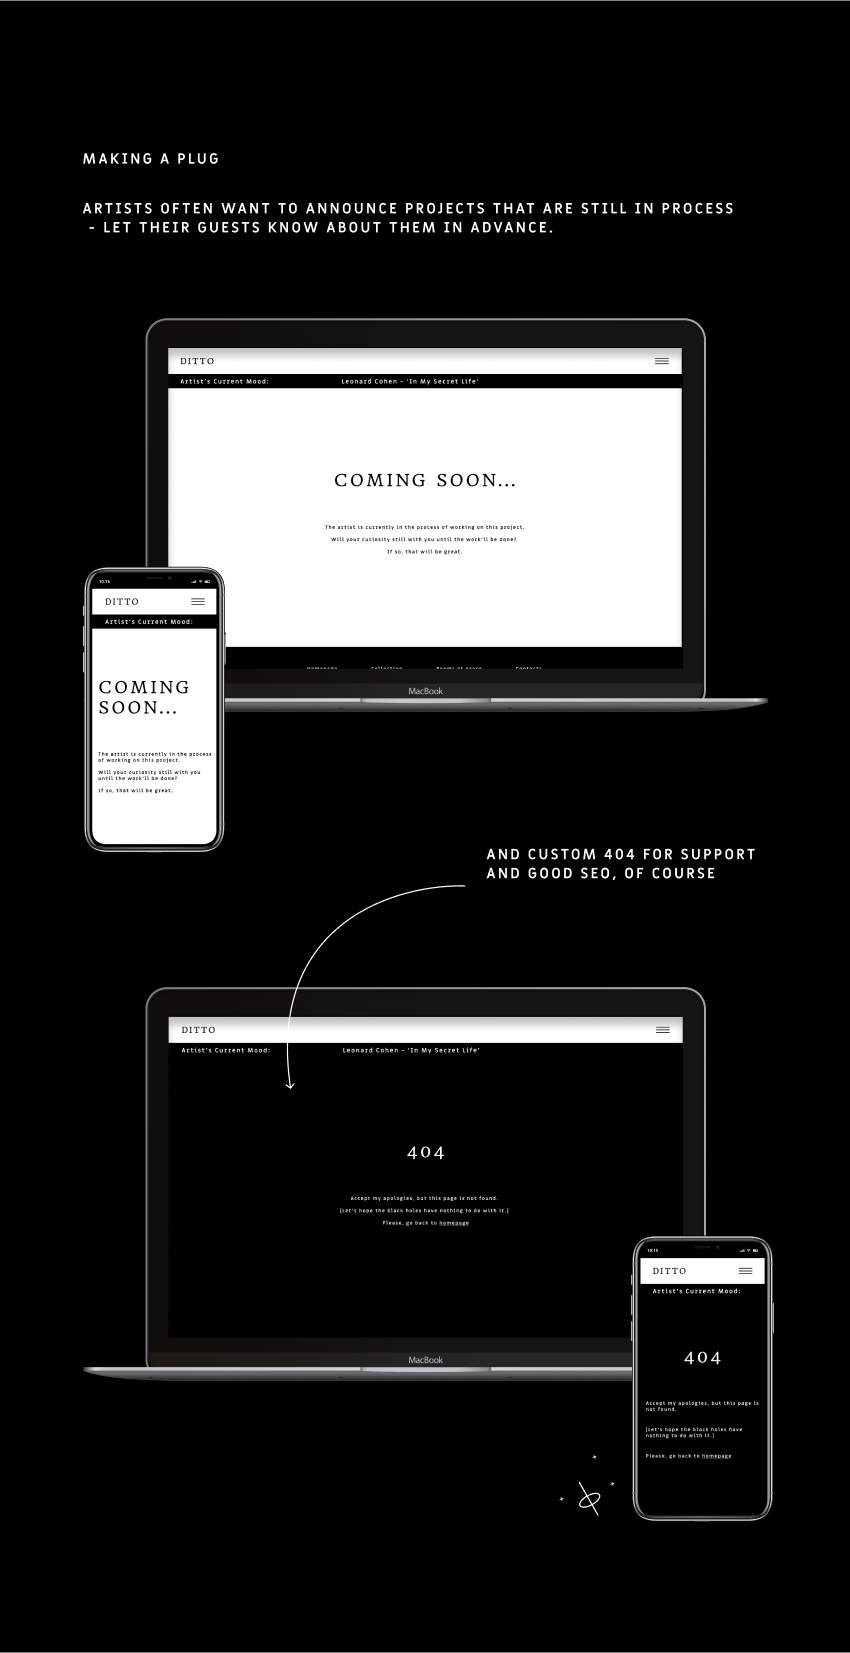 MAKING A PLUG
ARTISTS OFTEN WANT TO ANNOUNCE PROJECTS THAT ARE STILL IN PROCESS
- LET THEIR GUESTS KNOW ABOUT THEM IN ADVANCE.
DITTO
Artist's Current Mood: Leonard Cohen - 'In My Secret Life'
COMING SOON...
The artist is currently in the process of working on this project.
Will your curiosity still with you until the work'll be done?
If so, that will be great.
Homepage Collection Rooms of prose Contacts
MacBook
10:15
DITTO
Artist's Current Mood:
COMING
SOON...
The artist is currently in the process
of working on this project.
Will your curiosity still with you
until the work'll be done?
If so, that will be great.
AND CUSTOM 404 FOR SUPPORT
AND GOOD SEO, OF COURSE
DITTO
Artist's Current Mood: Leonard Cohen - 'In My Secret Life'
404
Accept my apologies, but this page is not found.
[Let's hope the black holes have nothing to do with it.]
Please, go back to homepage
MacBook
10:15
DITTO
Artist's Current Mood:
404
Accept my apologies, but this page is
not found.
[Let's hope the black holes have
nothing to do with it.]
Please, go back to homepage